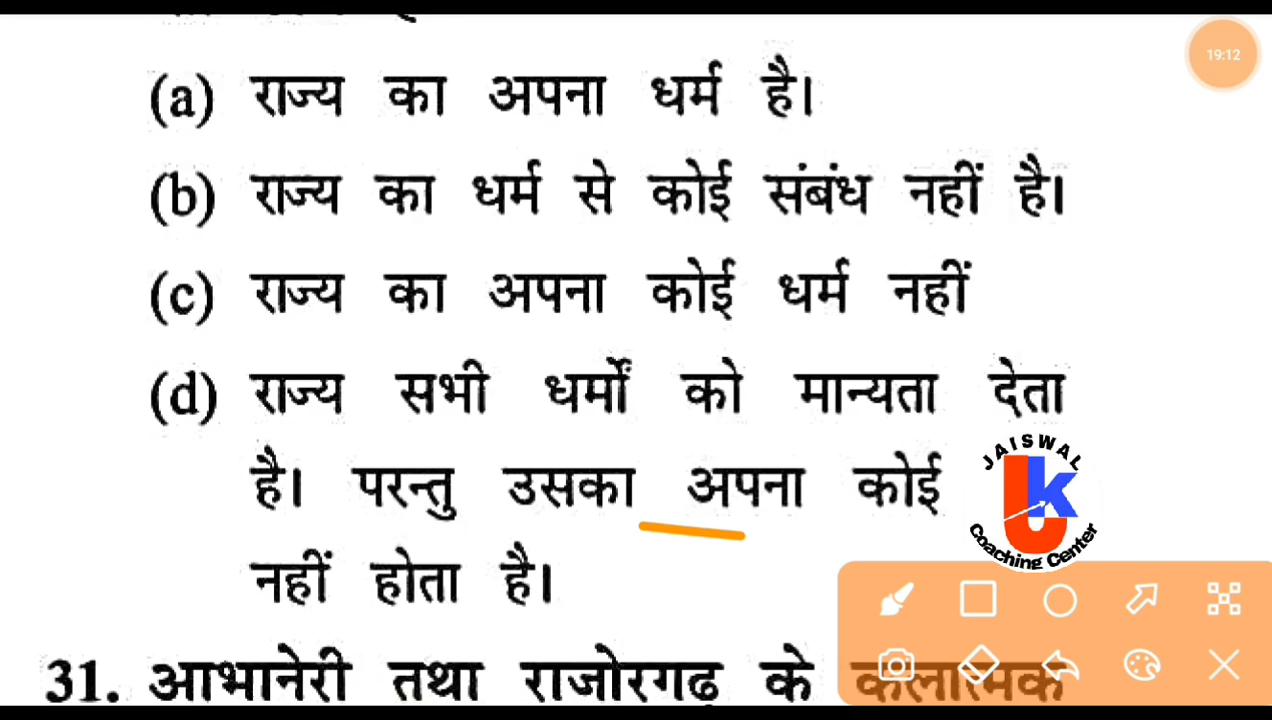 19:12
(a) राज्य का अपना धर्म है।
(b) राज्य का धर्म से कोई संबंध नहीं है।
(c) राज्य का अपना कोई धर्म नहीं
(d) राज्य सभी धर्मों को मान्यता देता
है। परन्तु उसका अपना कोई
नहीं होता है।
JAISWAL
UK
Coaching Center
31. आभानेरी तथा राजोरगढ़ के कलात्मक